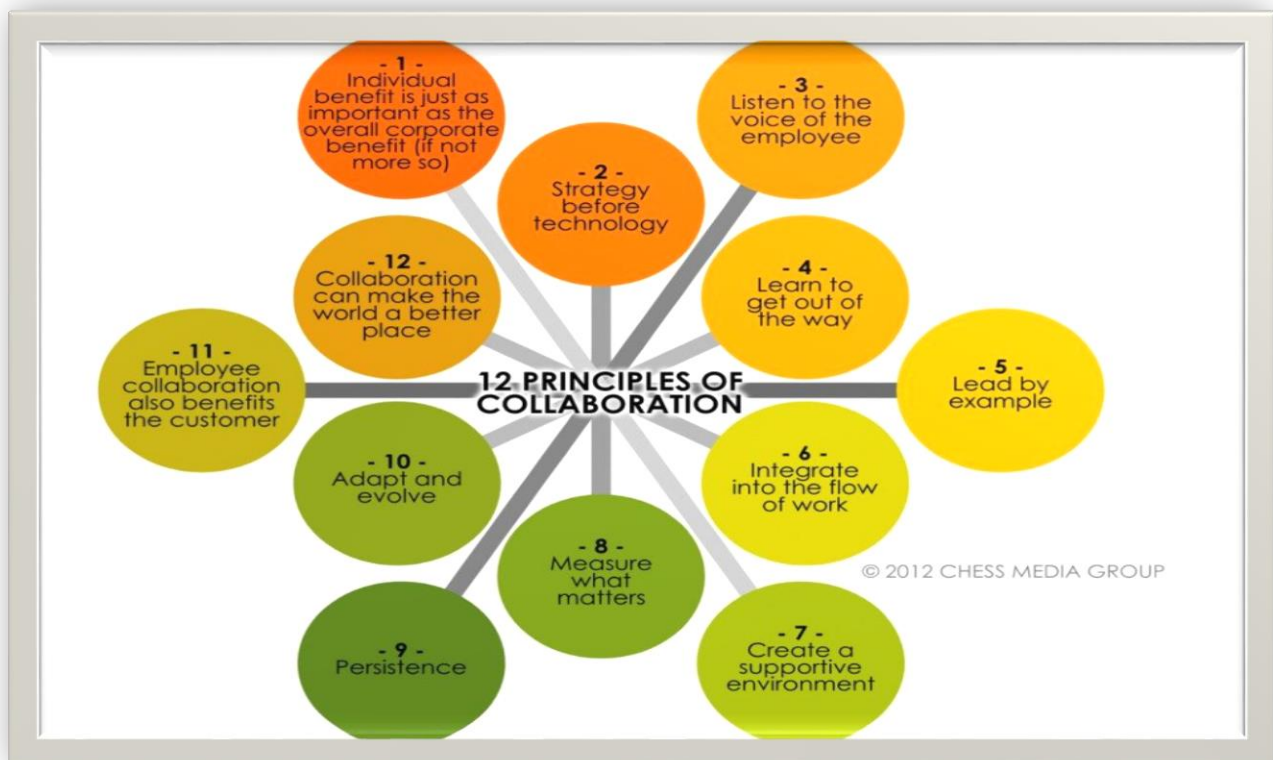 - 1 -
Individual
benefit is just as
important as the
overall corporate
benefit (if not
more so)
- 2 -
Strategy
before
technology
- 3 -
Listen to the
voice of the
employee
- 4 -
Learn to
get out of
the way
- 5 -
Lead by
example
- 6 -
Integrate
into the flow
of work
- 7 -
Create a
supportive
environment
- 8 -
Measure
what
matters
- 9 -
Persistence
- 10 -
Adapt and
evolve
- 11 -
Employee
collaboration
also benefits
the customer
- 12 -
Collaboration
can make the
world a better
place
12 PRINCIPLES OF
COLLABORATION
© 2012 CHESS MEDIA GROUP